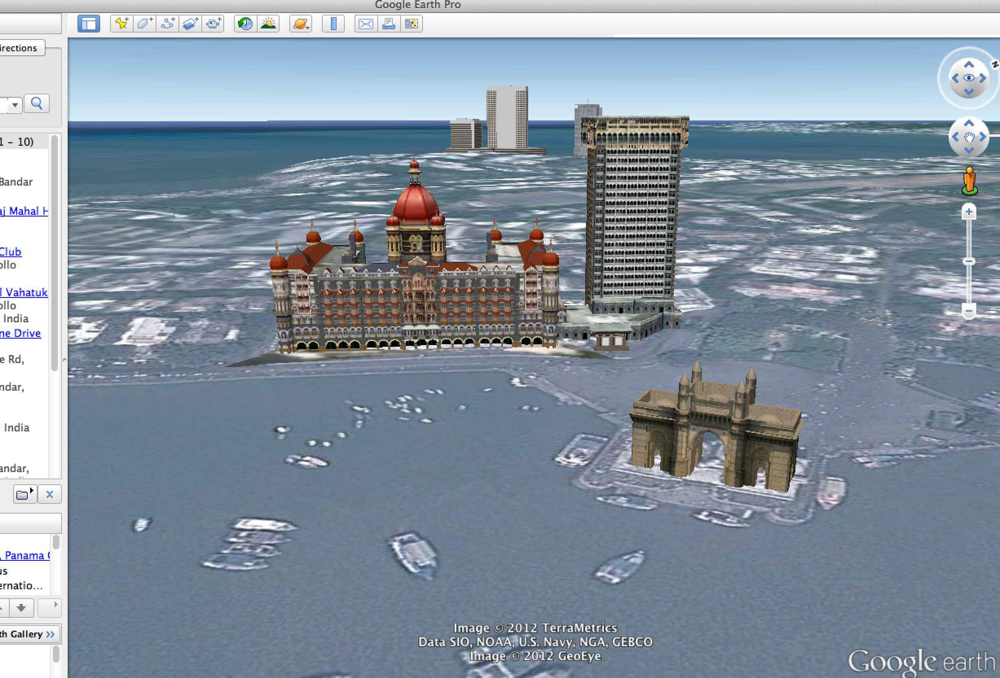 Google Earth Pro
irections
1 – 10)
Bandar
aj Mahal H
Club
ollo
l Vahatuk
ollo
India
ne Drive
e Rd,
ndar,
India
andar,
, Panama
us
ernatio...
th Gallery
N
Image © 2012 TerraMetrics
Data SIO, NOAA, U.S. Navy, NGA, GEBCO
Image © 2012 GeoEye
Google earth